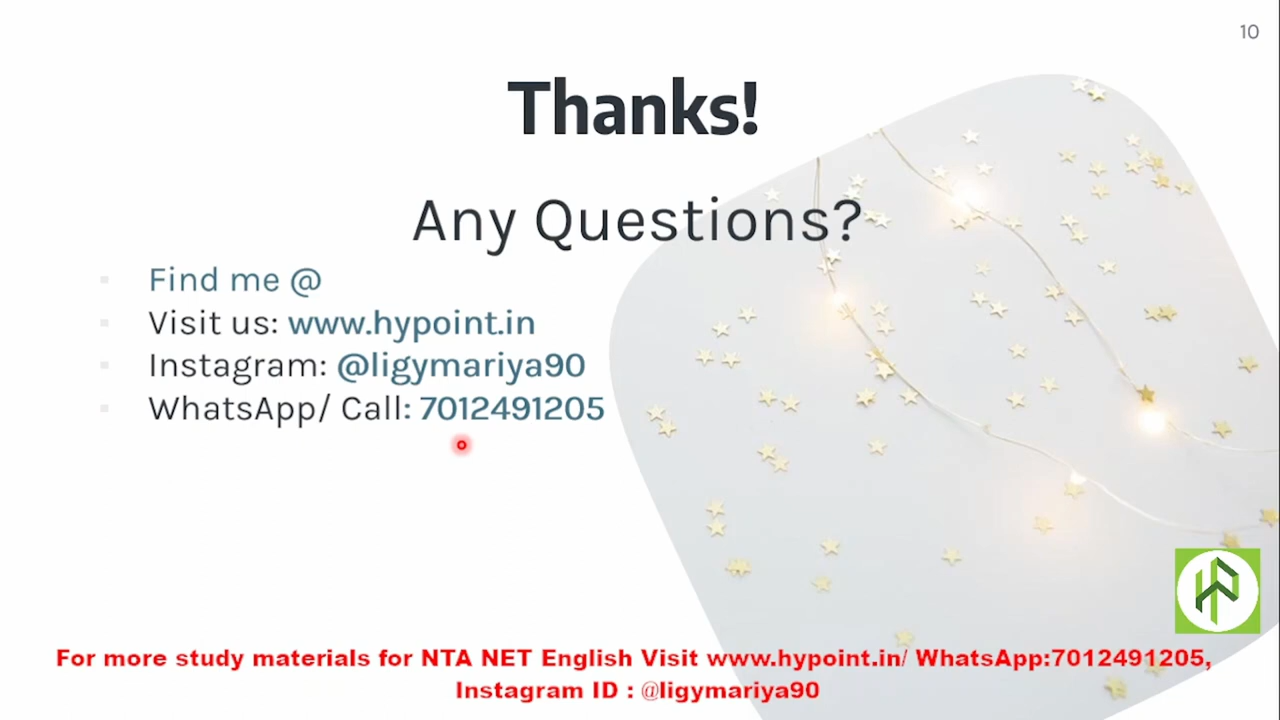 10
Thanks!
Any Questions?
Find me @
Visit us: www.hypoint.in
Instagram: @ligymariya90
WhatsApp/ Call: 7012491205
For more study materials for NTA NET English Visit www.hypoint.in/ WhatsApp:7012491205,
Instagram ID : @ligymariya90